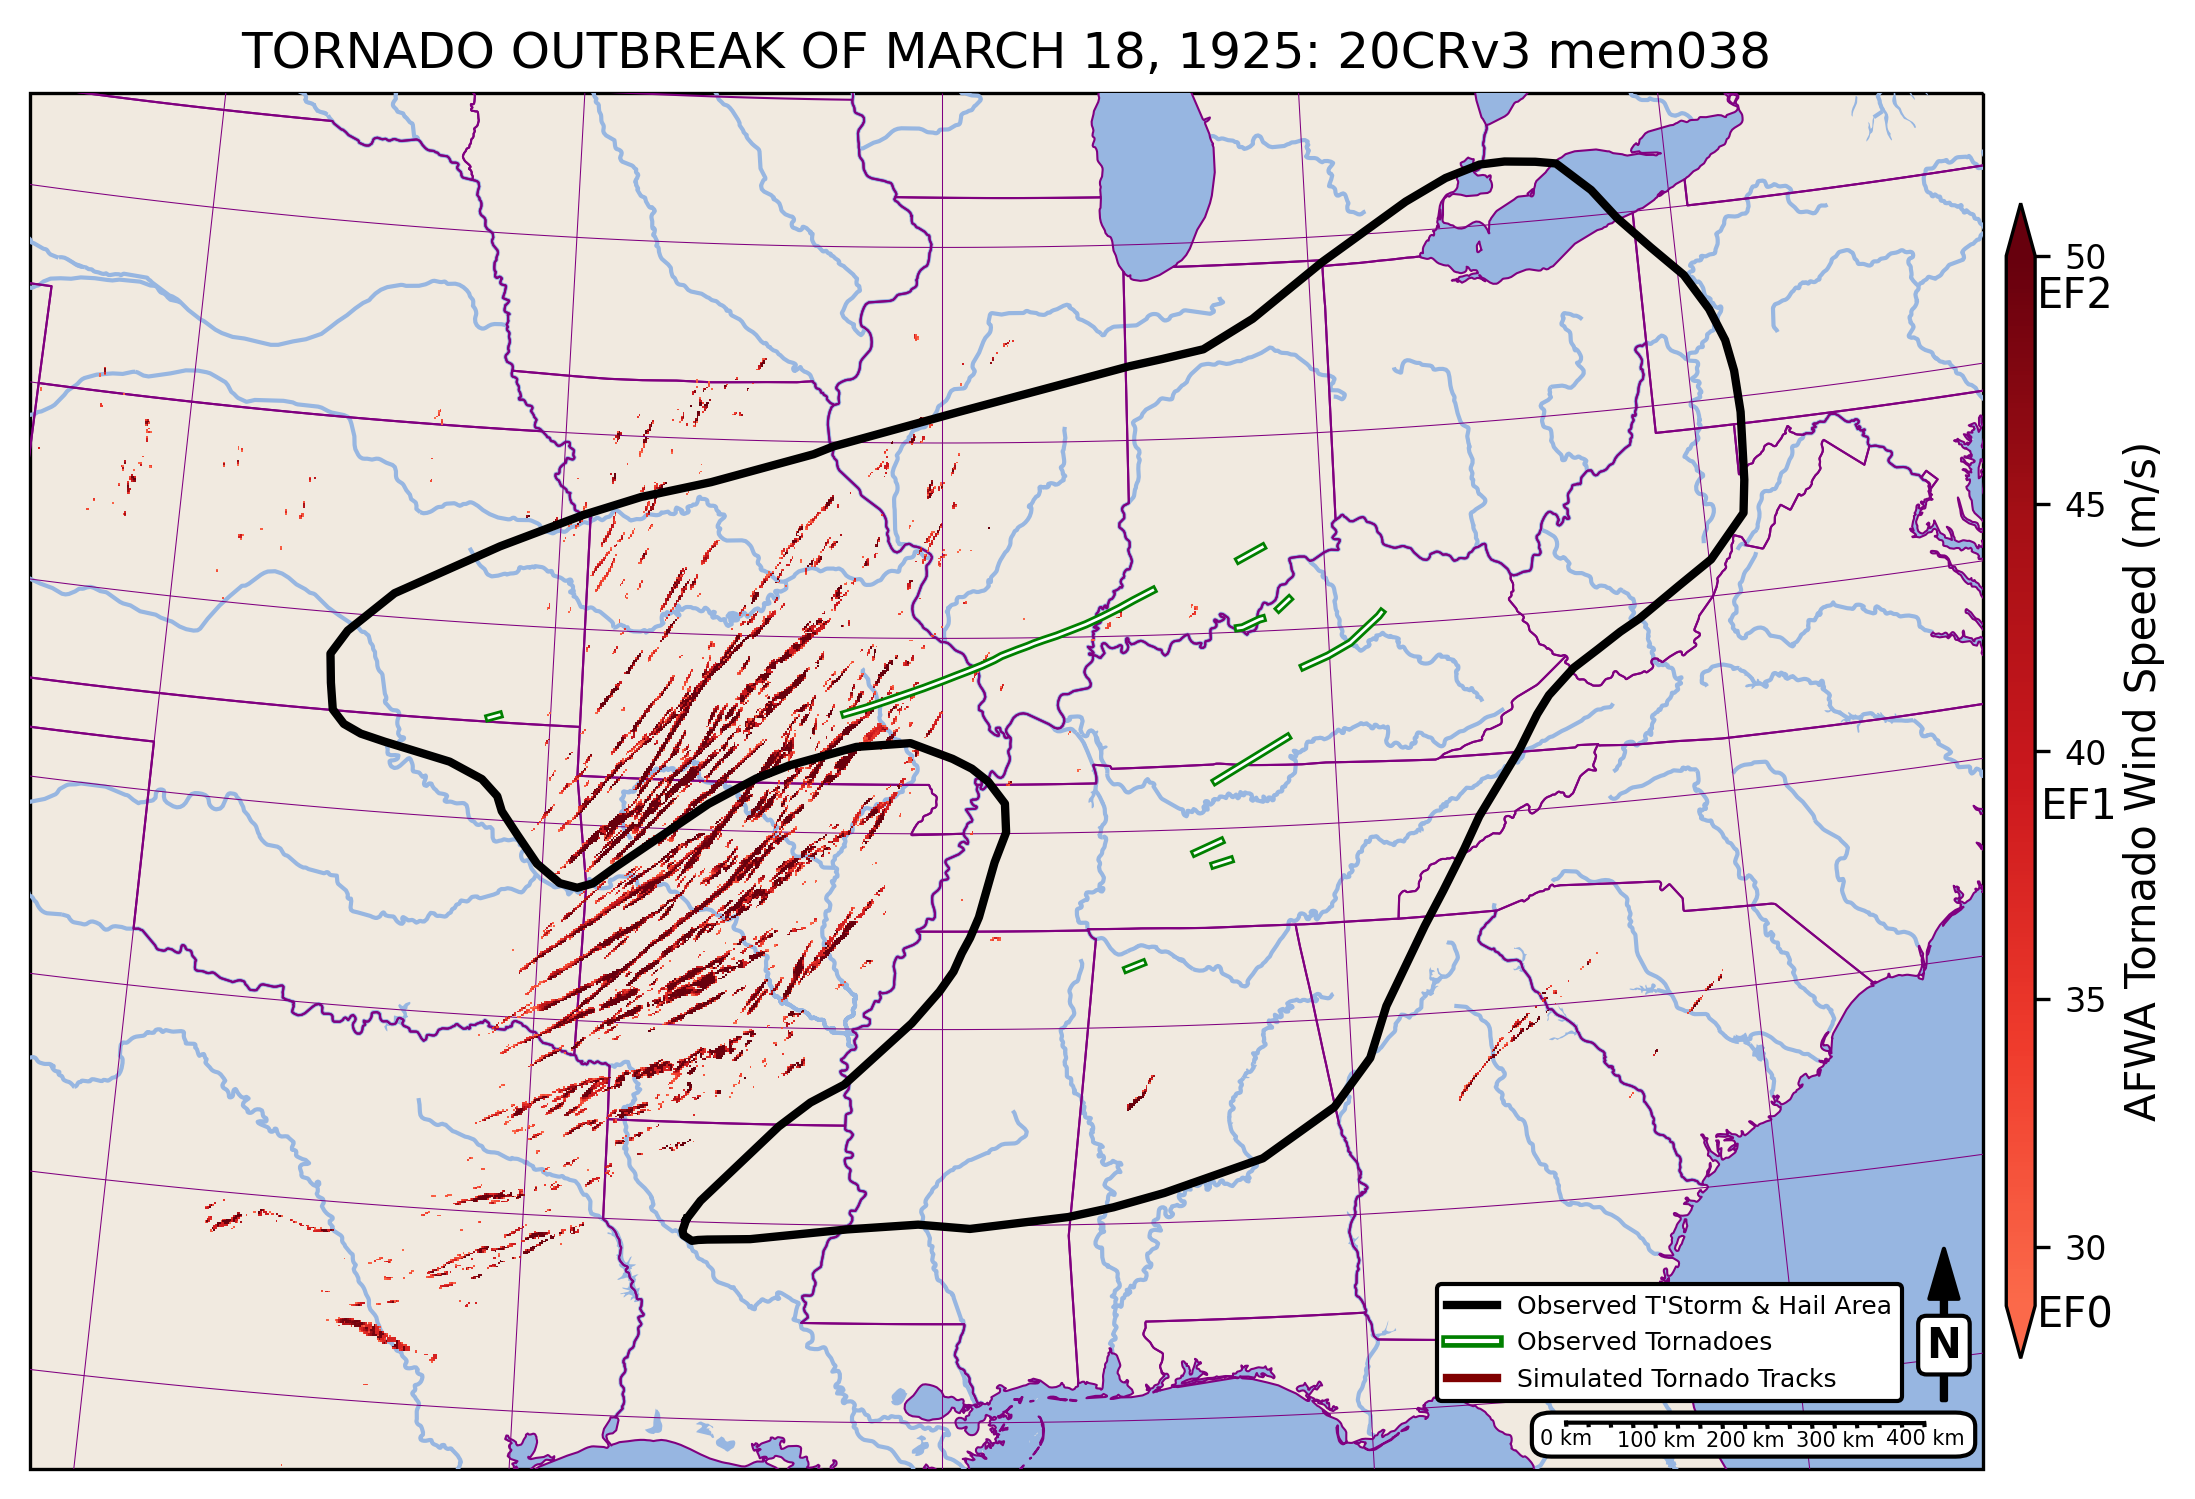 TORNADO OUTBREAK OF MARCH 18, 1925: 20CRv3 mem038
50
EF2
45
40
EF1
35
30
EF0
AFWA Tornado Wind Speed (m/s)
Observed T'Storm & Hail Area
Observed Tornadoes
Simulated Tornado Tracks
N
0 km 100 km 200 km 300 km 400 km